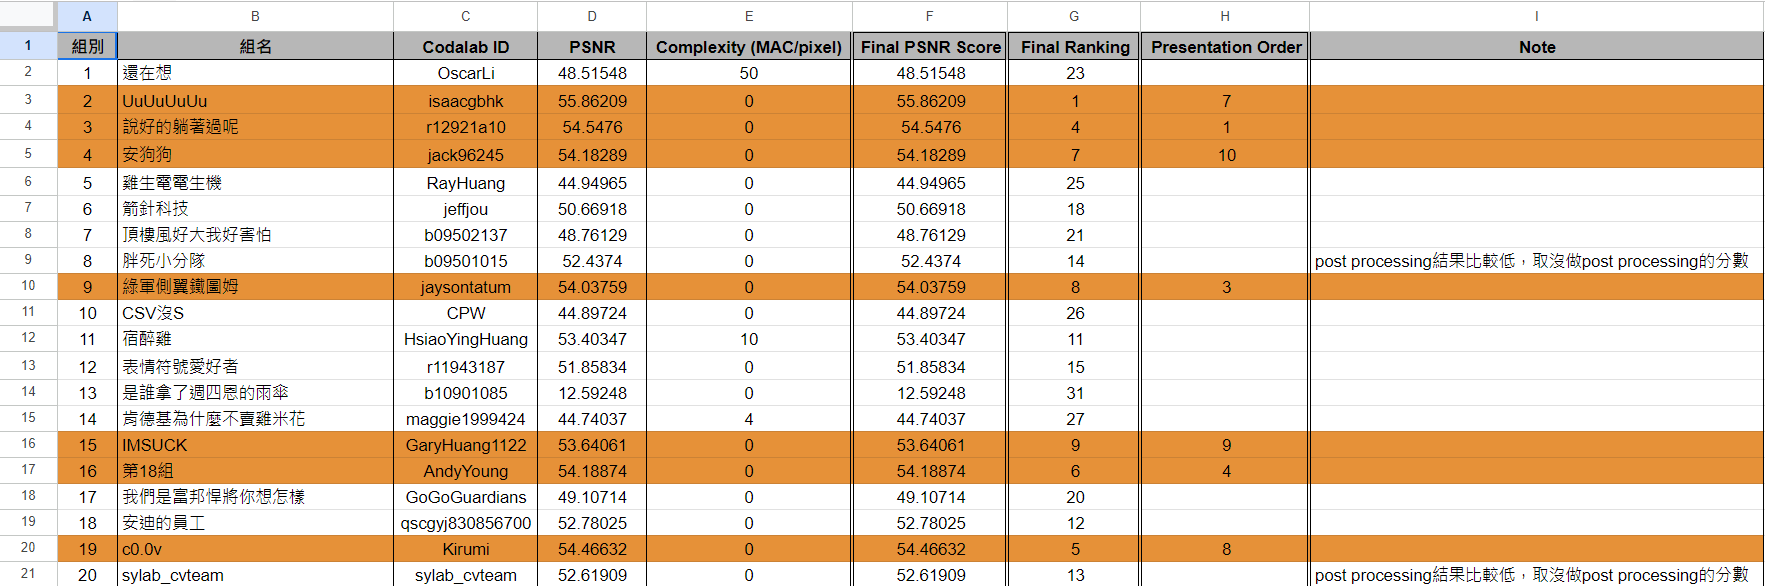 A B C D E F G H I
1 組別 組名 Codalab ID PSNR Complexity (MAC/pixel) Final PSNR Score Final Ranking Presentation Order Note
2 1 還在想 OscarLi 48.51548 50 48.51548 23
3 2 UuUuUuUu isaacgbhk 55.86209 0 55.86209 1 7
4 3 說好的躺著過呢 r12921a10 54.5476 0 54.5476 4 1
5 4 安狗狗 jack96245 54.18289 0 54.18289 7 10
6 5 雞生電電生機 RayHuang 44.94965 0 44.94965 25
7 6 箭針科技 jeffjou 50.66918 0 50.66918 18
8 7 頂樓風好大我好害怕 b09502137 48.76129 0 48.76129 21
9 8 胖死小分隊 b09501015 52.4374 0 52.4374 14 post processing結果比較低，取沒做post processing的分數
10 9 綠軍側翼鐵圖姆 jaysontatum 54.03759 0 54.03759 8 3
11 10 CSV沒S CPW 44.89724 0 44.89724 26
12 11 宿醉雞 HsiaoYingHuang 53.40347 10 53.40347 11
13 12 表情符號愛好者 r11943187 51.85834 0 51.85834 15
14 13 是誰拿了週四恩的雨傘 b10901085 12.59248 0 12.59248 31
15 14 肯德基為什麼不賣雞米花 maggie1999424 44.74037 4 44.74037 27
16 15 IMSUCK GaryHuang1122 53.64061 0 53.64061 9 9
17 16 第18組 AndyYoung 54.18874 0 54.18874 6 4
18 17 我們是富邦悍將你想怎樣 GoGoGuardians 49.10714 0 49.10714 20
19 18 安迪的員工 qscgyj830856700 52.78025 0 52.78025 12
20 19 c0.0v Kirumi 54.46632 0 54.46632 5 8
21 20 sylab_cvteam sylab_cvteam 52.61909 0 52.61909 13 post processing結果比較低，取沒做post processing的分數